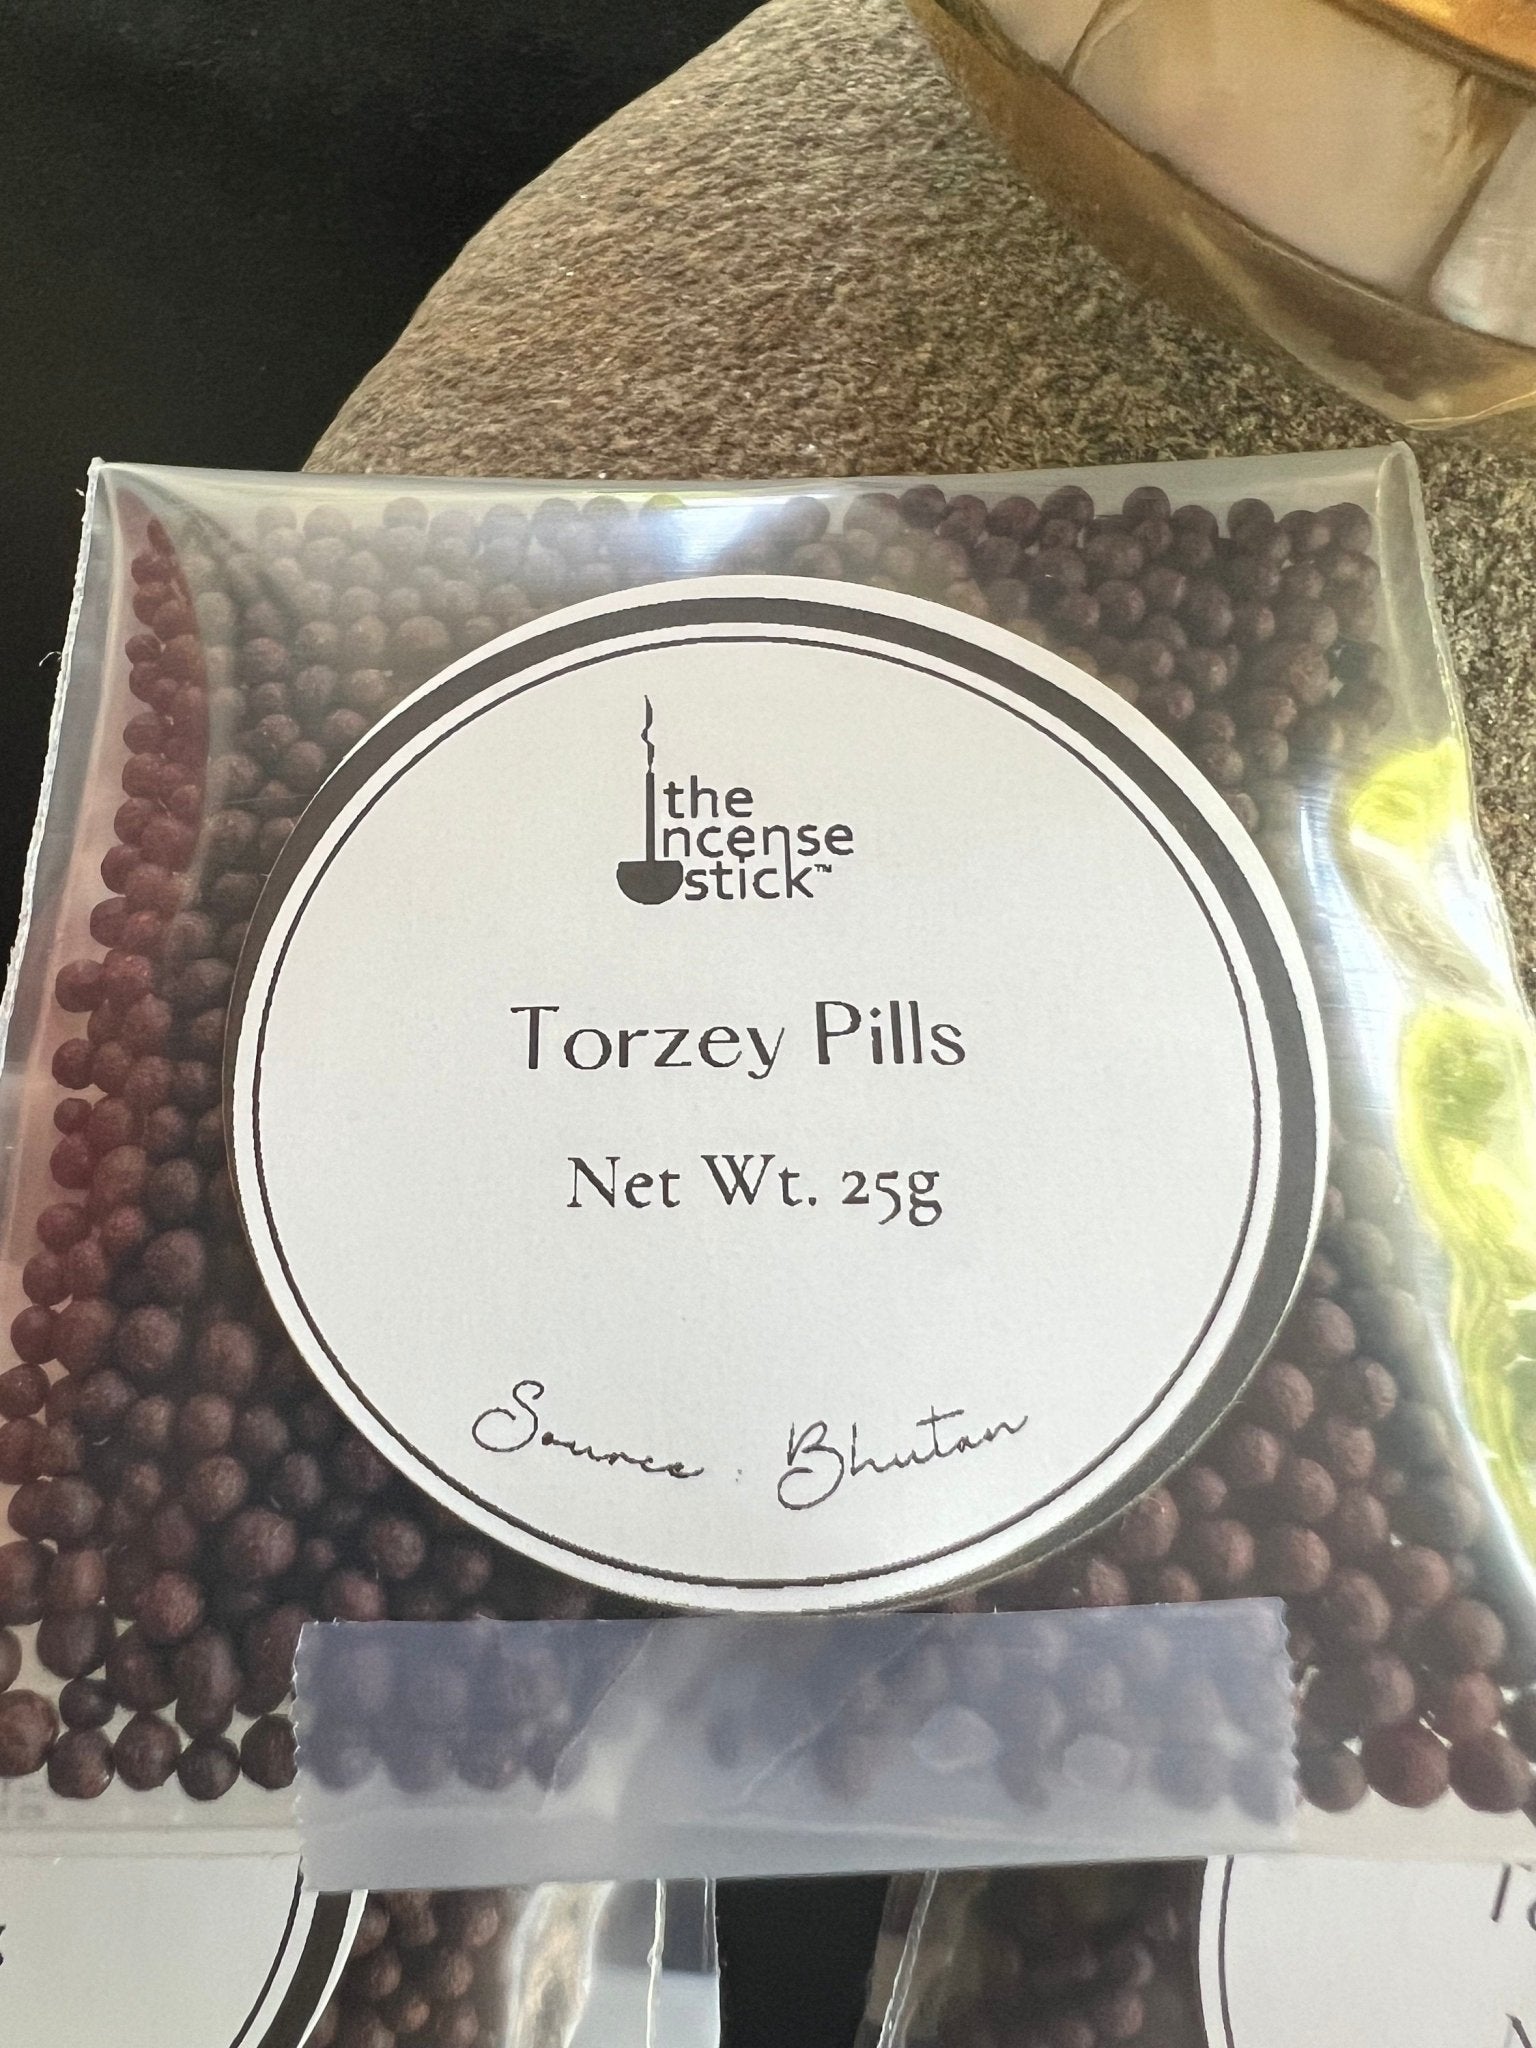 the
incense
stick™
Torzey Pills
Net Wt. 25g
Source : Bhutan